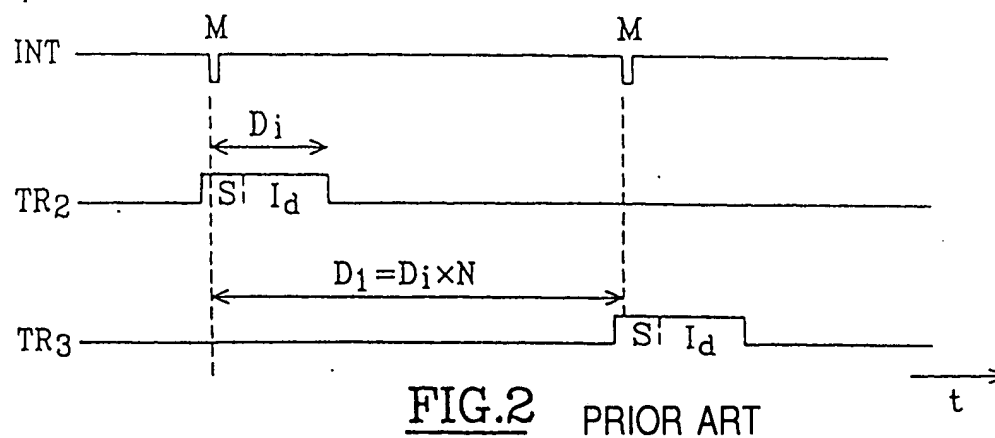 M M
INT
Di
TR2 S Id
D1=Di×N
TR3 S Id
t
FIG.2 PRIOR ART